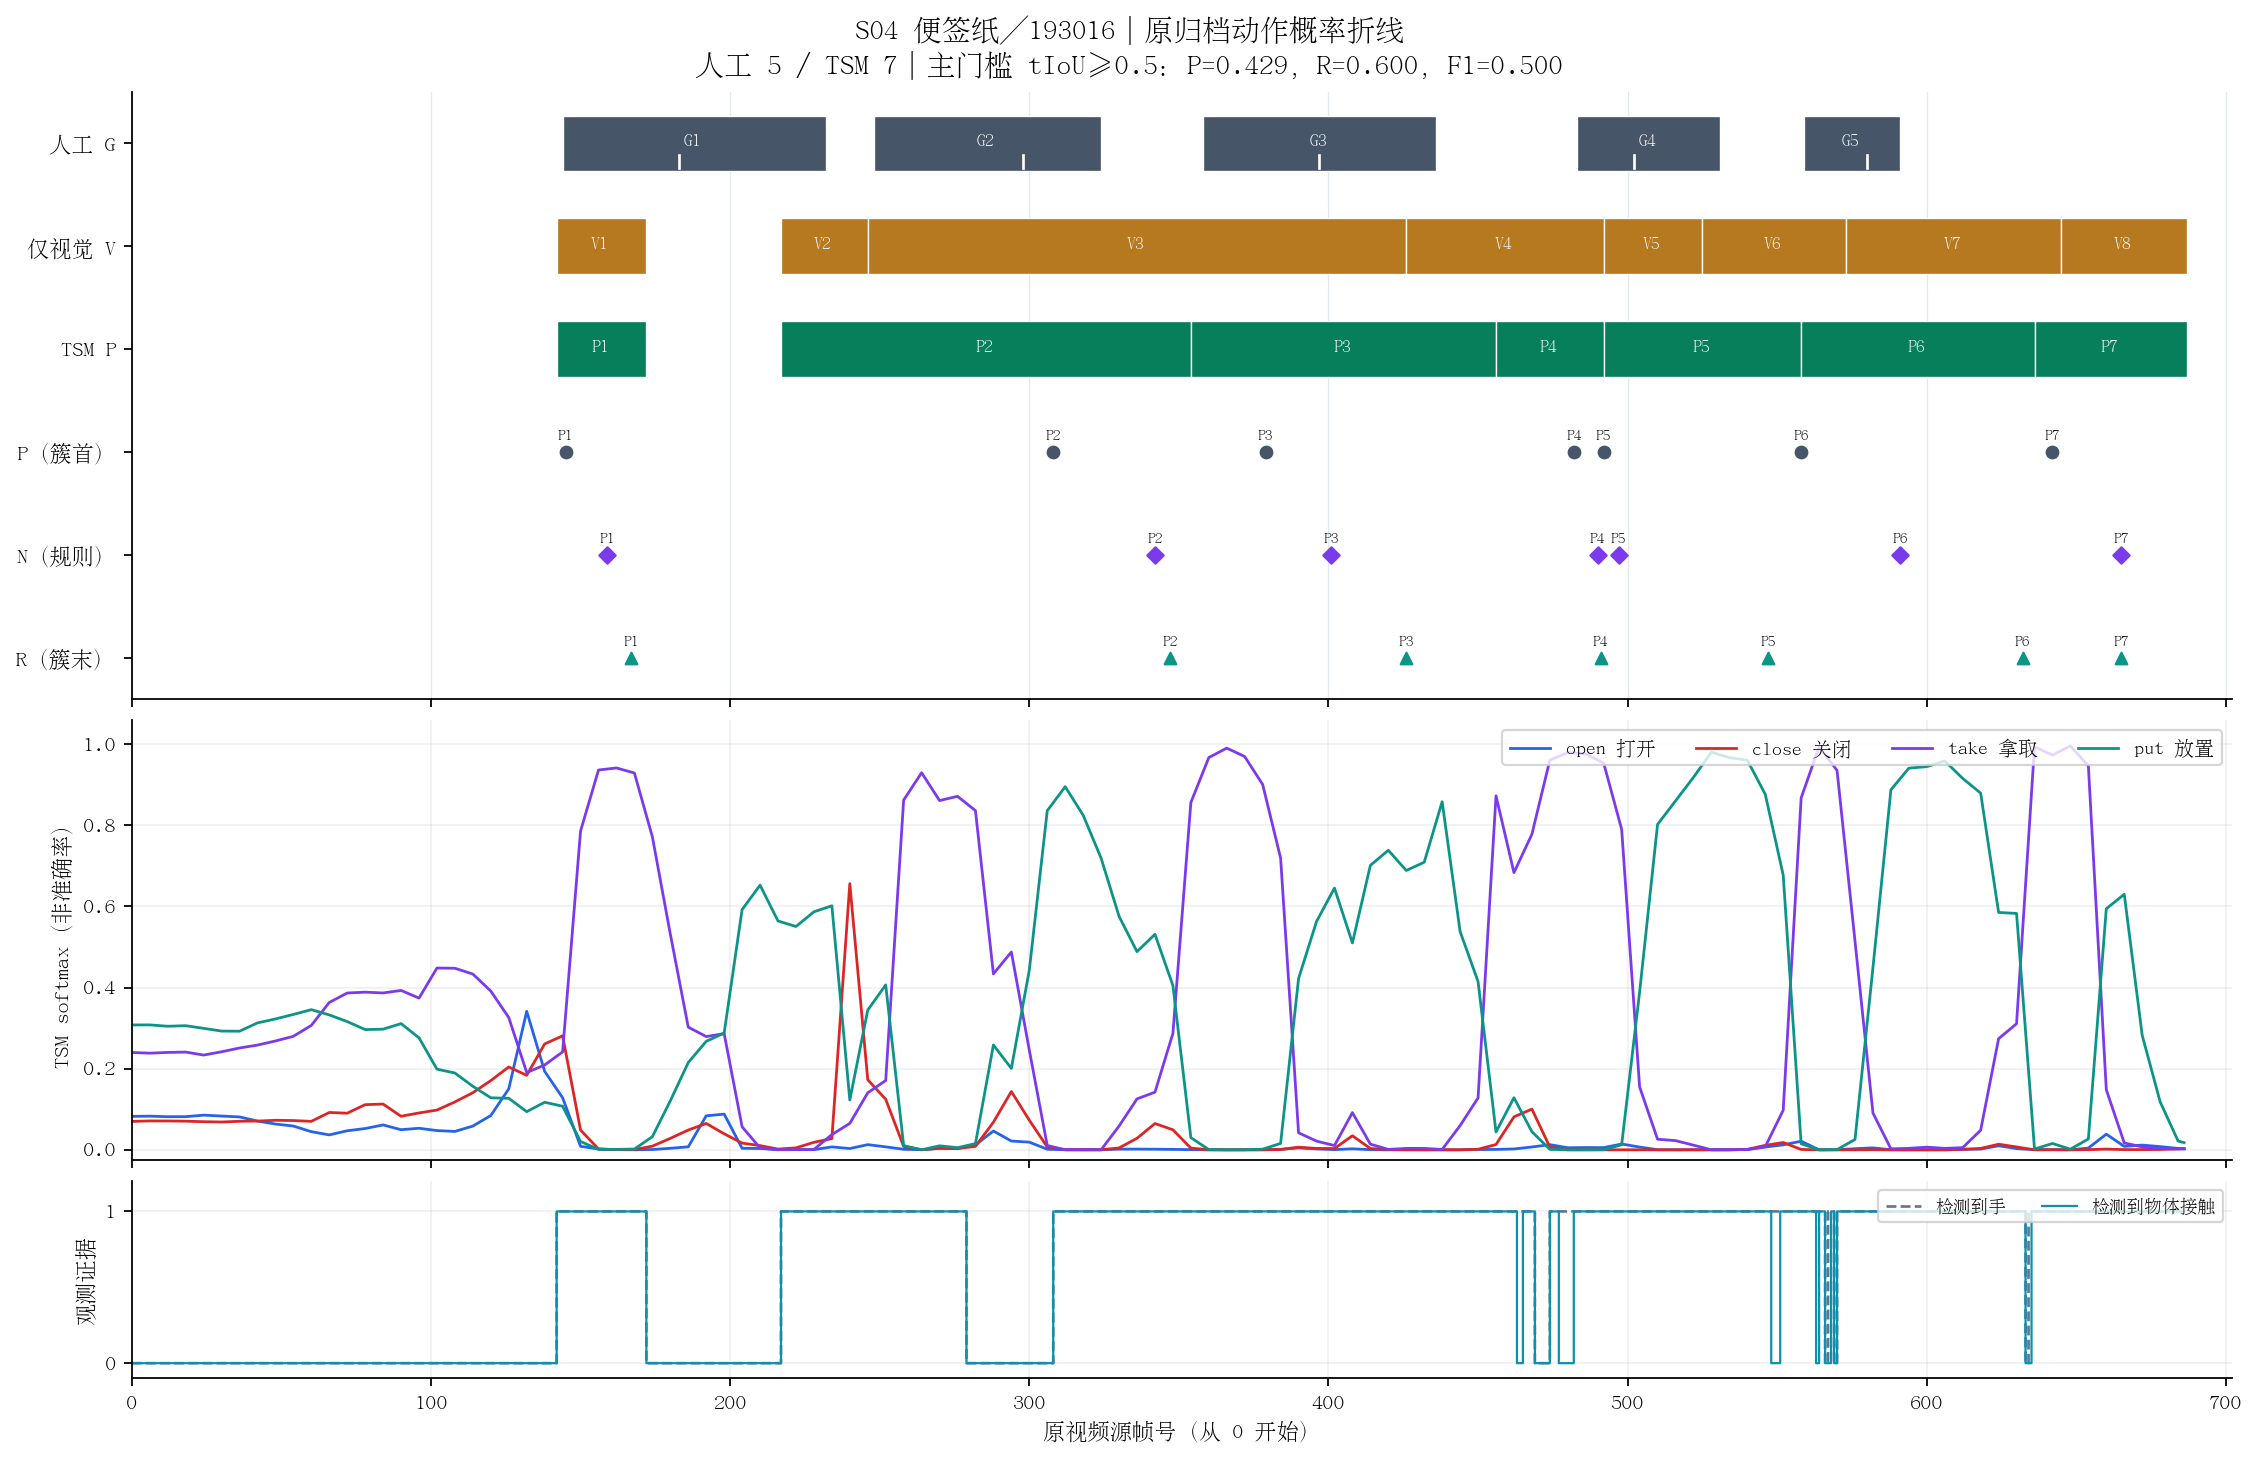 S04 便签纸／193016｜原归档动作概率折线
人工 5 / TSM 7｜主门槛 tIoU≥0.5: P=0.429, R=0.600, F1=0.500
人工 G
G1 G2 G3 G4 G5
仅视觉 V
V1 V2 V3 V4 V5 V6 V7 V8
TSM P
P1 P2 P3 P4 P5 P6 P7
P（簇首）
P1 P2 P3 P4 P5 P6 P7
N（规则）
P1 P2 P3 P4 P5 P6 P7
R（簇末）
P1 P2 P3 P4 P5 P6 P7
TSM softmax（非准确率）
1.0
0.8
0.6
0.4
0.2
0.0
open 打开 close 关闭 take 拿取 put 放置
观测证据
1
0
检测到手 检测到物体接触
0 100 200 300 400 500 600 700
原视频源帧号（从 0 开始）